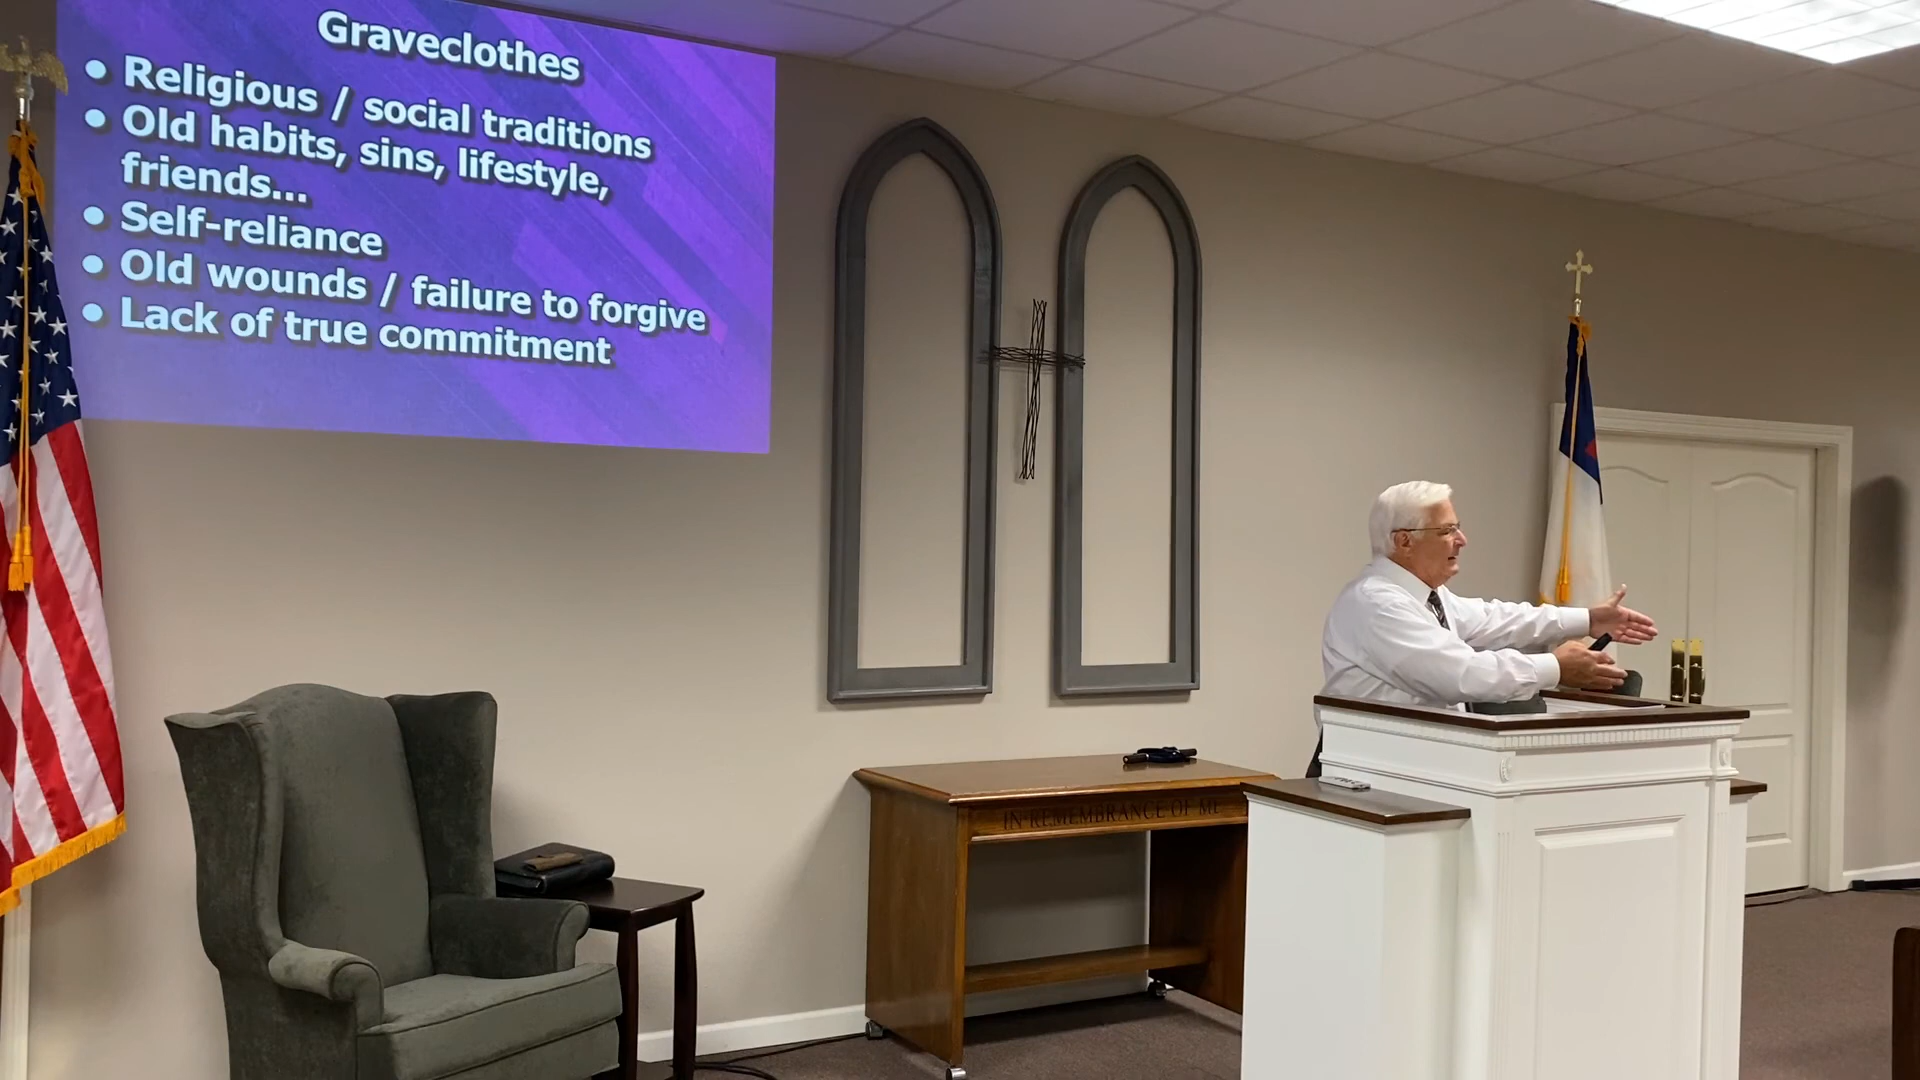 Graveclothes
● Religious / social traditions
● Old habits, sins, lifestyle,
friends...
● Self-reliance
● Old wounds / failure to forgive
● Lack of true commitment
IN REMEMBRANCE OF ME